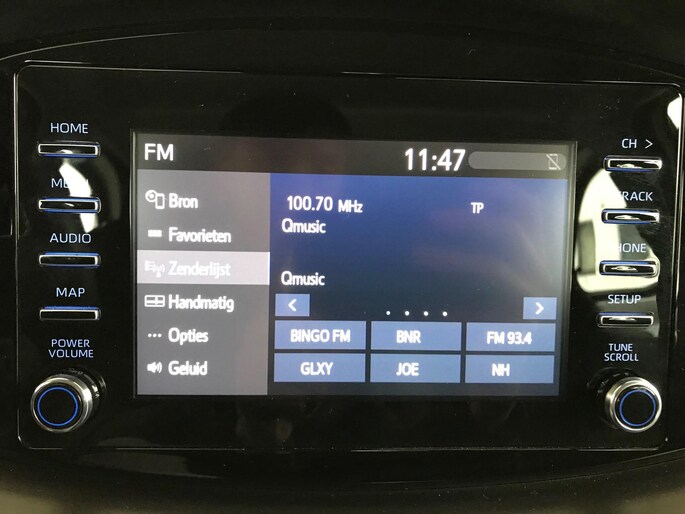 HOME
AUDIO
MAP
POWER
VOLUME
FM
11:47
Bron
Favorieten
Zenderlijst
Handmatig
Opties
Geluid
100.70 MHz
TP
Qmusic
Qmusic
BINGO FM
BNR
FM 93.4
GLXY
JOE
NH
CH >
SETUP
TUNE
SCROLL